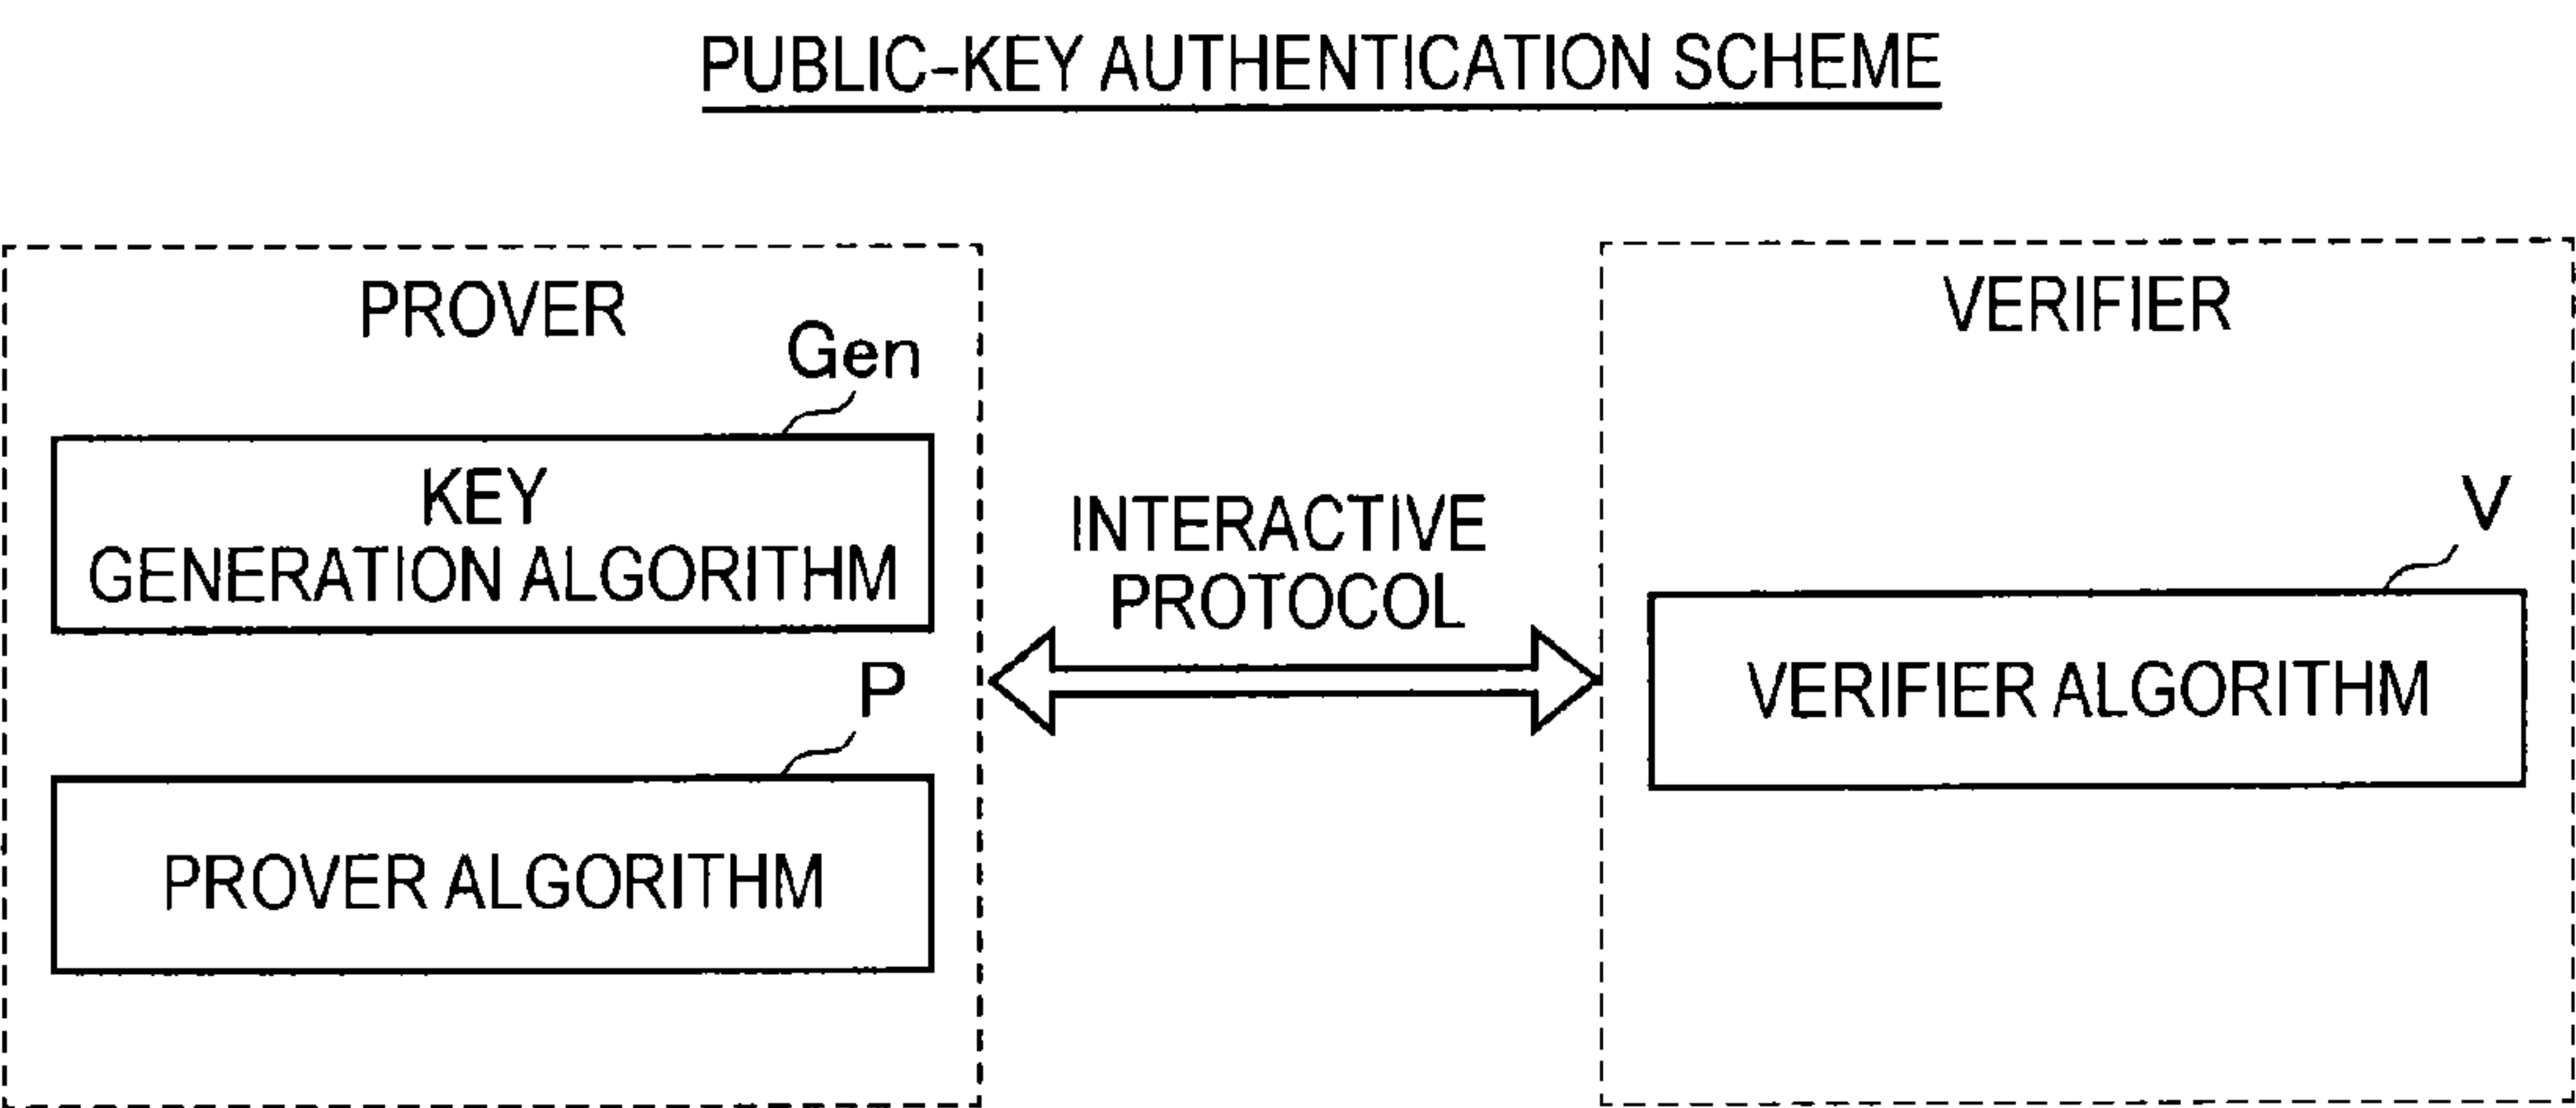 PUBLIC-KEY AUTHENTICATION SCHEME
PROVER
Gen
KEY
GENERATION ALGORITHM
P
PROVER ALGORITHM
INTERACTIVE
PROTOCOL
VERIFIER
V
VERIFIER ALGORITHM